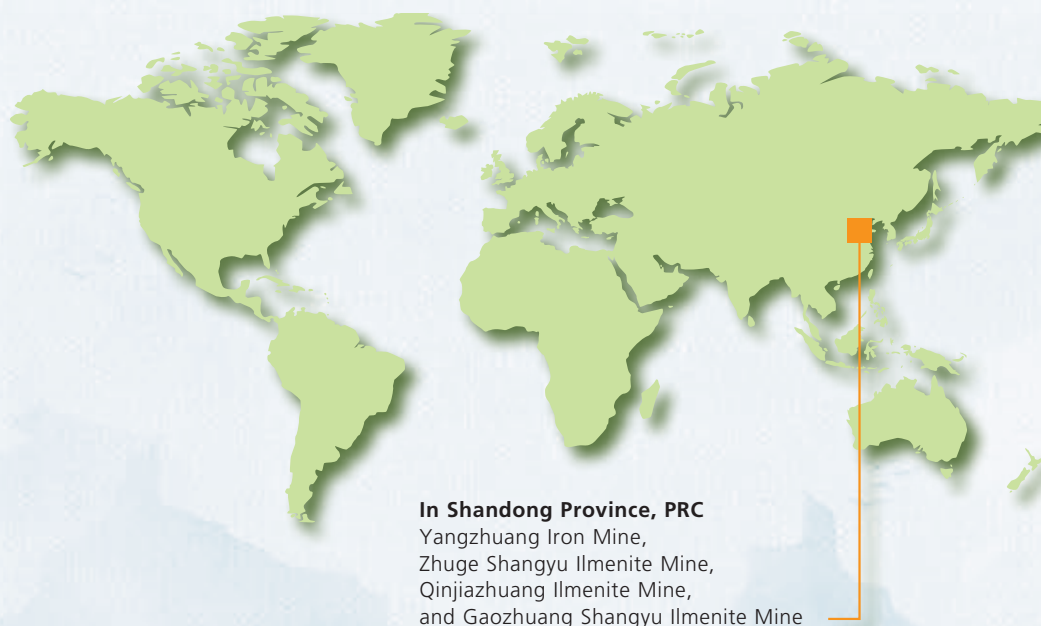 In Shandong Province, PRC
Yangzhuang Iron Mine,
Zhuge Shangyu Ilmenite Mine,
Qinjiazhuang Ilmenite Mine,
and Gaozhuang Shangyu Ilmenite Mine